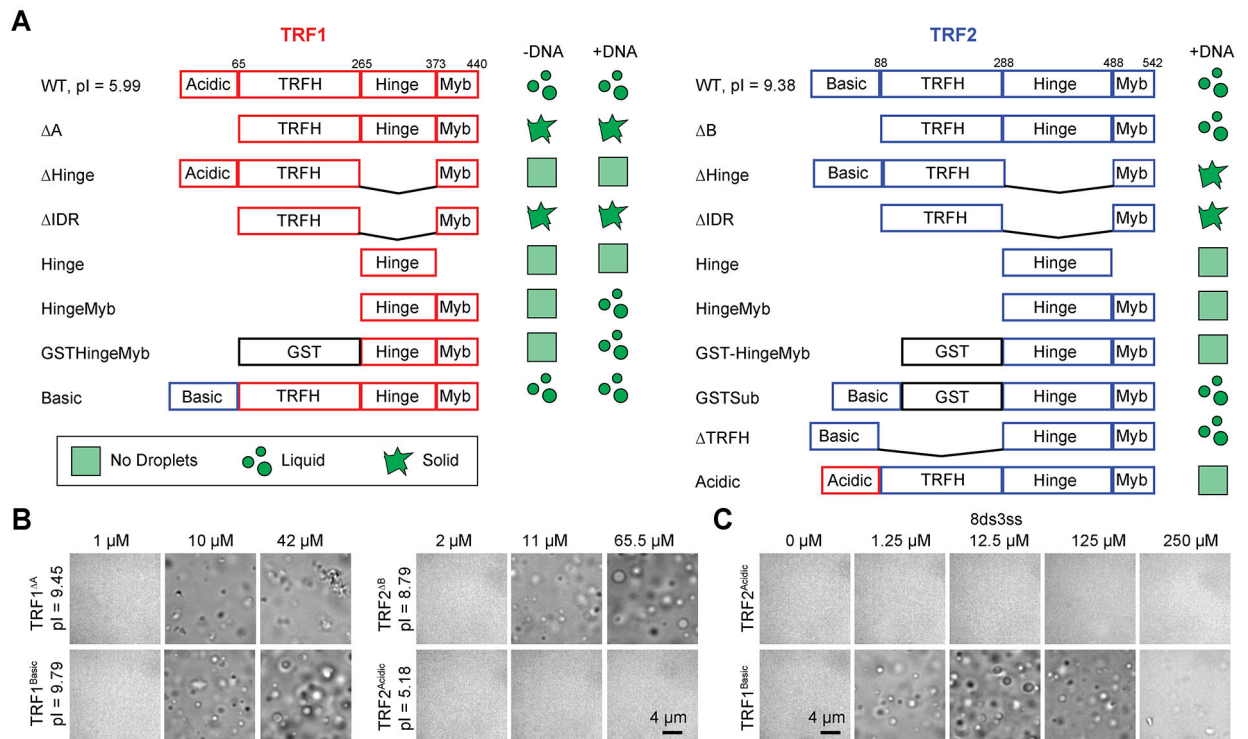 A
TRF1
-DNA +DNA
65 265 373 440
WT, pI = 5.99 Acidic TRFH Hinge Myb
ΔA TRFH Hinge Myb
ΔHinge Acidic TRFH Myb
ΔIDR TRFH Myb
Hinge Hinge
HingeMyb Hinge Myb
GSTHingeMyb GST Hinge Myb
Basic Basic TRFH Hinge Myb
No Droplets Liquid Solid
TRF2
+DNA
88 288 488 542
WT, pI = 9.38 Basic TRFH Hinge Myb
ΔB TRFH Hinge Myb
ΔHinge Basic TRFH Myb
ΔIDR TRFH Myb
Hinge Hinge
HingeMyb Hinge Myb
GST-HingeMyb GST Hinge Myb
GSTSub Basic GST Hinge Myb
ΔTRFH Basic Hinge Myb
Acidic Acidic TRFH Hinge Myb
B
1 µM 10 µM 42 µM
TRF1ΔA
pI = 9.45
TRF1Basic
pI = 9.79
2 µM 11 µM 65.5 µM
TRF2ΔB
pI = 8.79
TRF2Acidic
pI = 5.18
4 µm
C
8ds3ss
0 µM 1.25 µM 12.5 µM 125 µM 250 µM
TRF2Acidic
TRF1Basic
4 µm